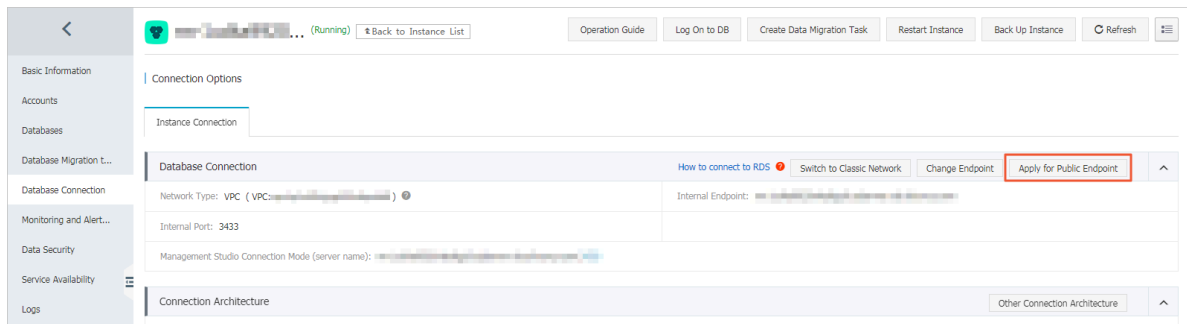 ... (Running) Back to Instance List Operation Guide Log On to DB Create Data Migration Task Restart Instance Back Up Instance Refresh
Basic Information
Connection Options
Accounts
Instance Connection
Databases
Database Migration t...
Database Connection How to connect to RDS ? Switch to Classic Network Change Endpoint Apply for Public Endpoint
Database Connection
Network Type: VPC ( VPC: ) ? Internal Endpoint:
Monitoring and Alert...
Internal Port: 3433
Data Security
Management Studio Connection Mode (server name):
Service Availability
Connection Architecture Other Connection Architecture
Logs